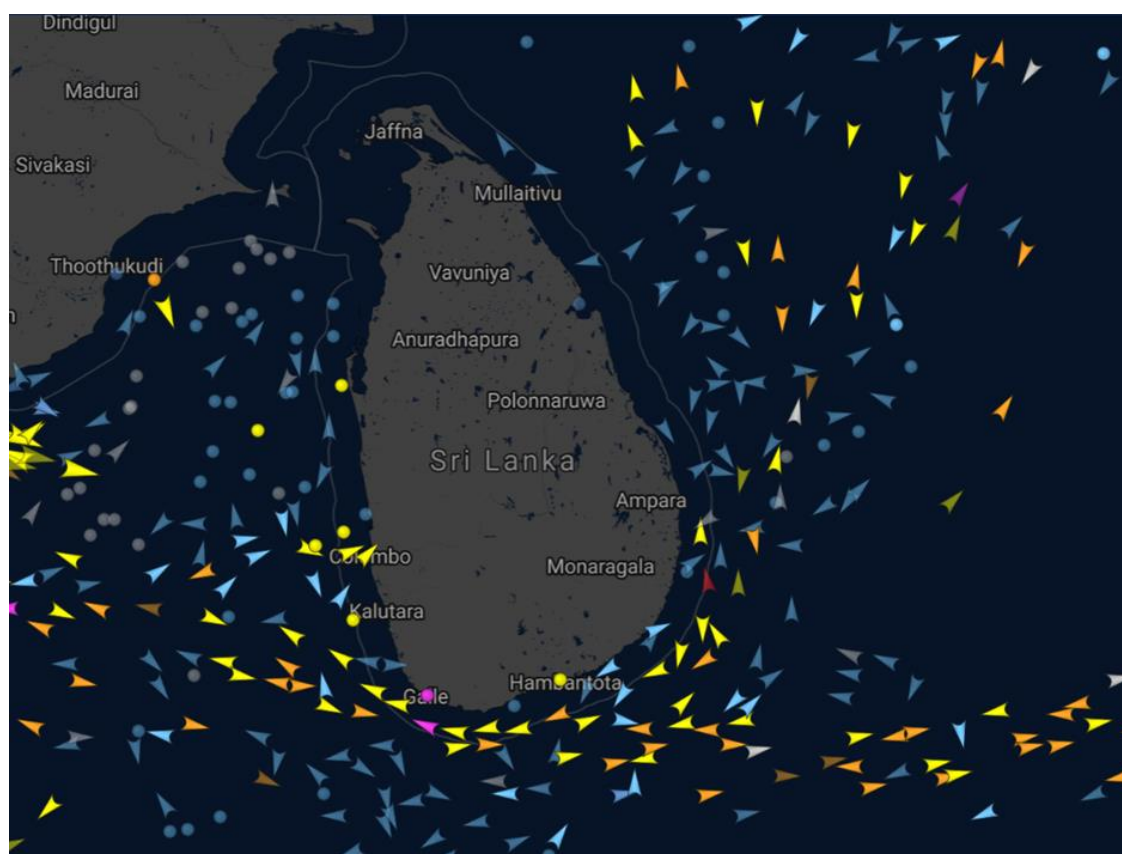 Dindigul
Madurai
Jaffna
Sivakasi
Mullaitivu
Thoothukudi
Vavuniya
Anuradhapura
Polonnaruwa
Sri Lanka
Ampara
Colombo
Monaragala
Kalutara
Galle
Hambantota